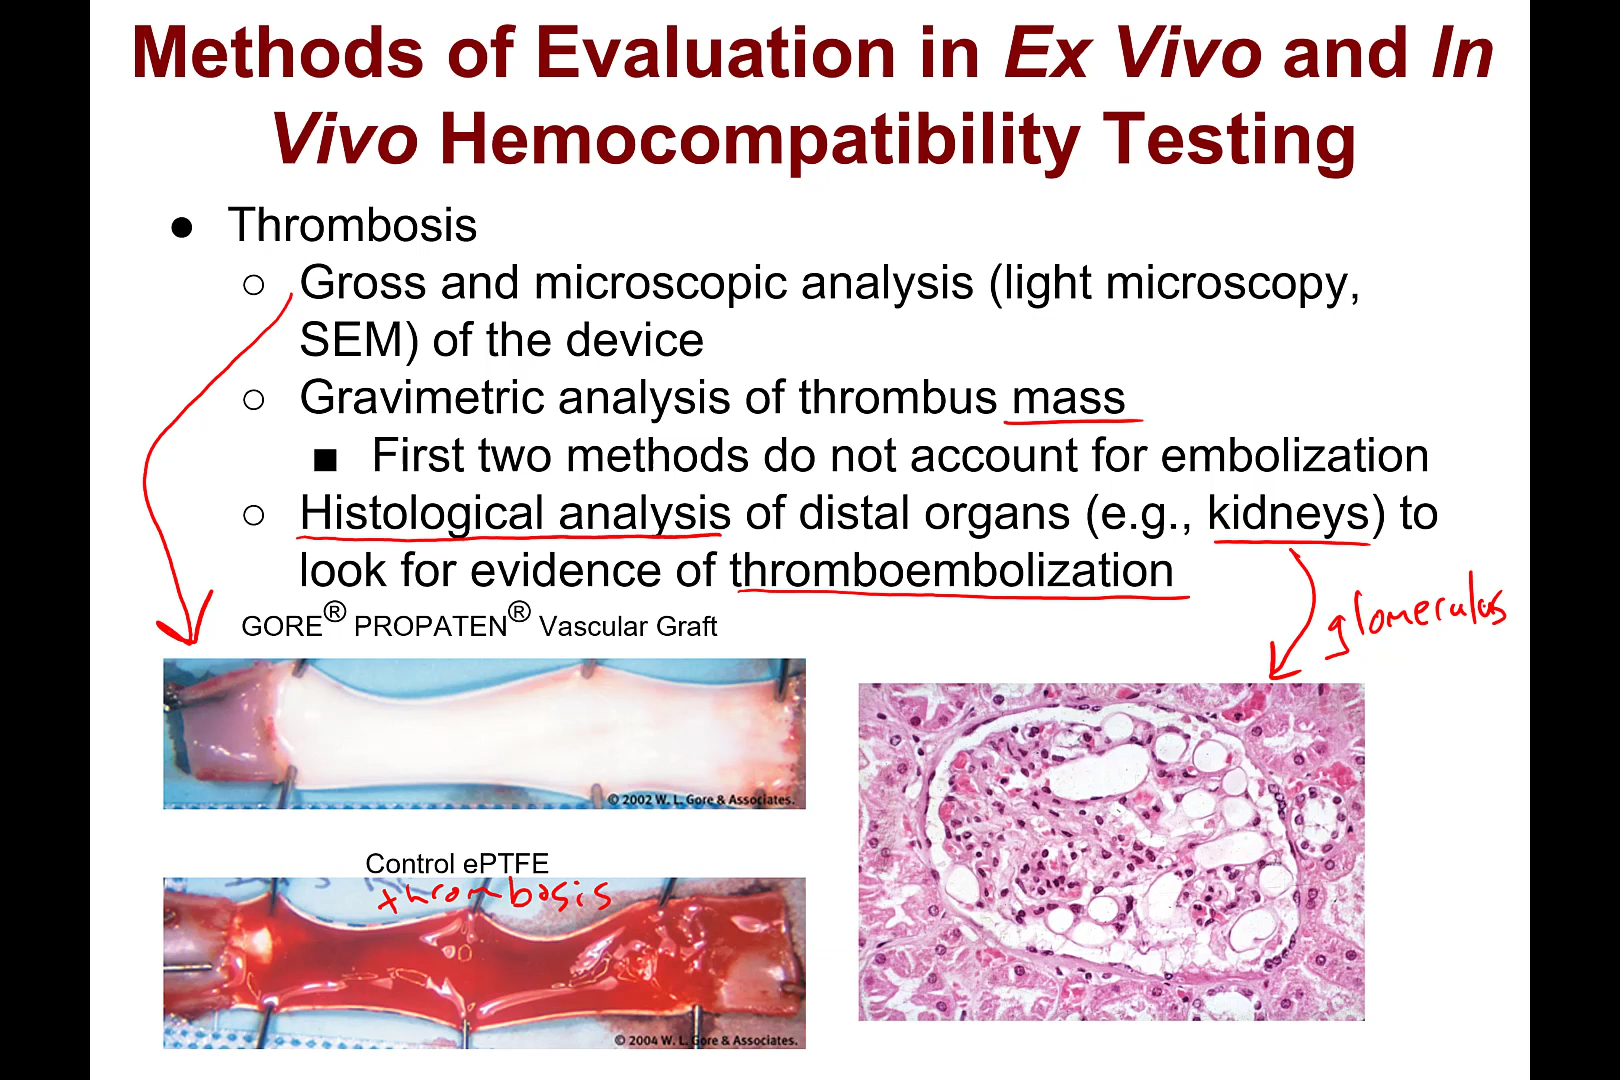 Methods of Evaluation in Ex Vivo and In
Vivo Hemocompatibility Testing
● Thrombosis
○ Gross and microscopic analysis (light microscopy,
SEM) of the device
○ Gravimetric analysis of thrombus mass
■ First two methods do not account for embolization
○ Histological analysis of distal organs (e.g., kidneys) to
look for evidence of thromboembolization
GORE® PROPATEN® Vascular Graft
glomerulus
© 2002 W. L. Gore & Associates.
Control ePTFE
thrombosis
© 2004 W. L. Gore & Associates.